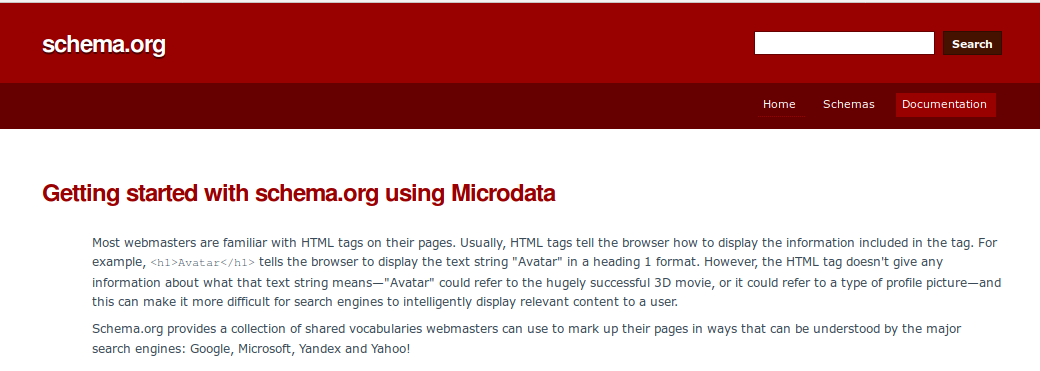 schema.org
Search
Home Schemas Documentation
Getting started with schema.org using Microdata
Most webmasters are familiar with HTML tags on their pages. Usually, HTML tags tell the browser how to display the information included in the tag. For
example, <h1>Avatar</h1> tells the browser to display the text string "Avatar" in a heading 1 format. However, the HTML tag doesn't give any
information about what that text string means—"Avatar" could refer to the hugely successful 3D movie, or it could refer to a type of profile picture—and
this can make it more difficult for search engines to intelligently display relevant content to a user.
Schema.org provides a collection of shared vocabularies webmasters can use to mark up their pages in ways that can be understood by the major
search engines: Google, Microsoft, Yandex and Yahoo!